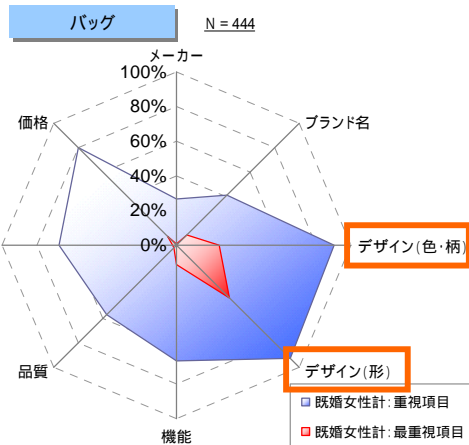 バッグ
N = 444
メーカー
100%
80%
60%
40%
20%
0%
ブランド名
デザイン(色・柄)
デザイン(形)
機能
品質
価格
既婚女性計:重視項目
既婚女性計:最重視項目